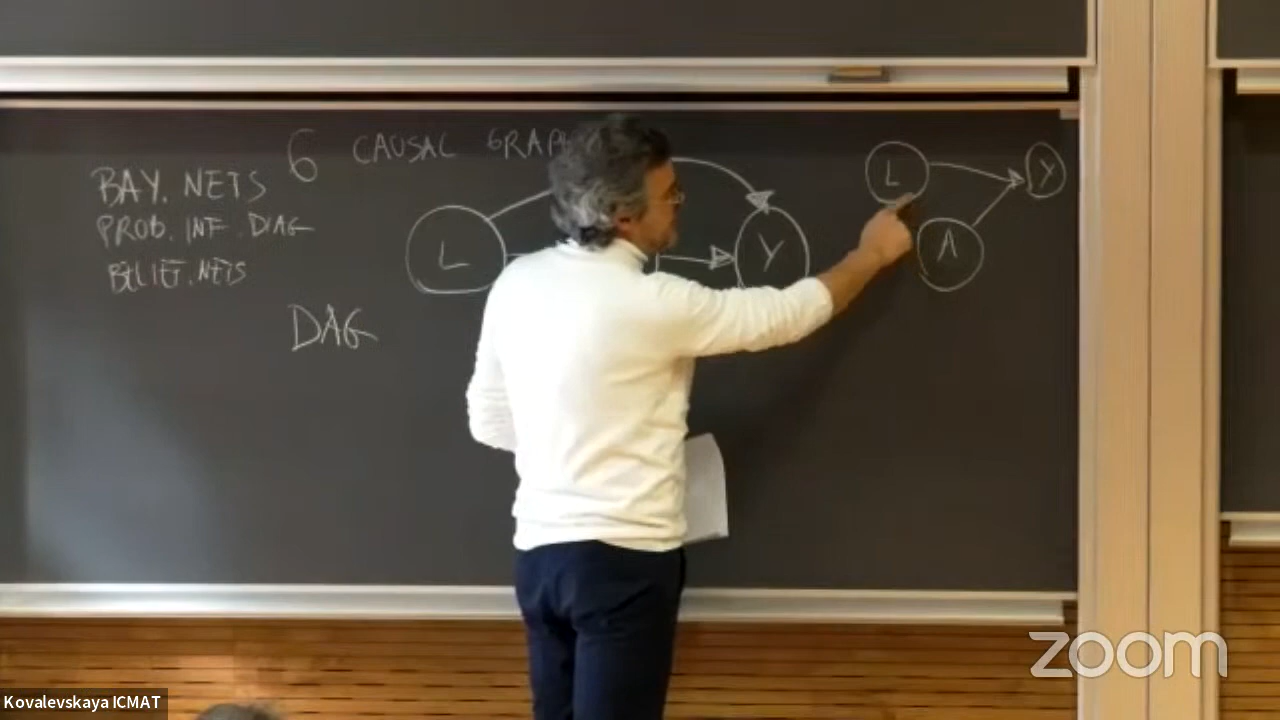 6 CAUSAL GRAPH
BAY. NETS
PROB. INF. DIAG
BELIEF. NETS
DAG
L
Y
L
Y
A
zoom
Kovalevskaya ICMAT